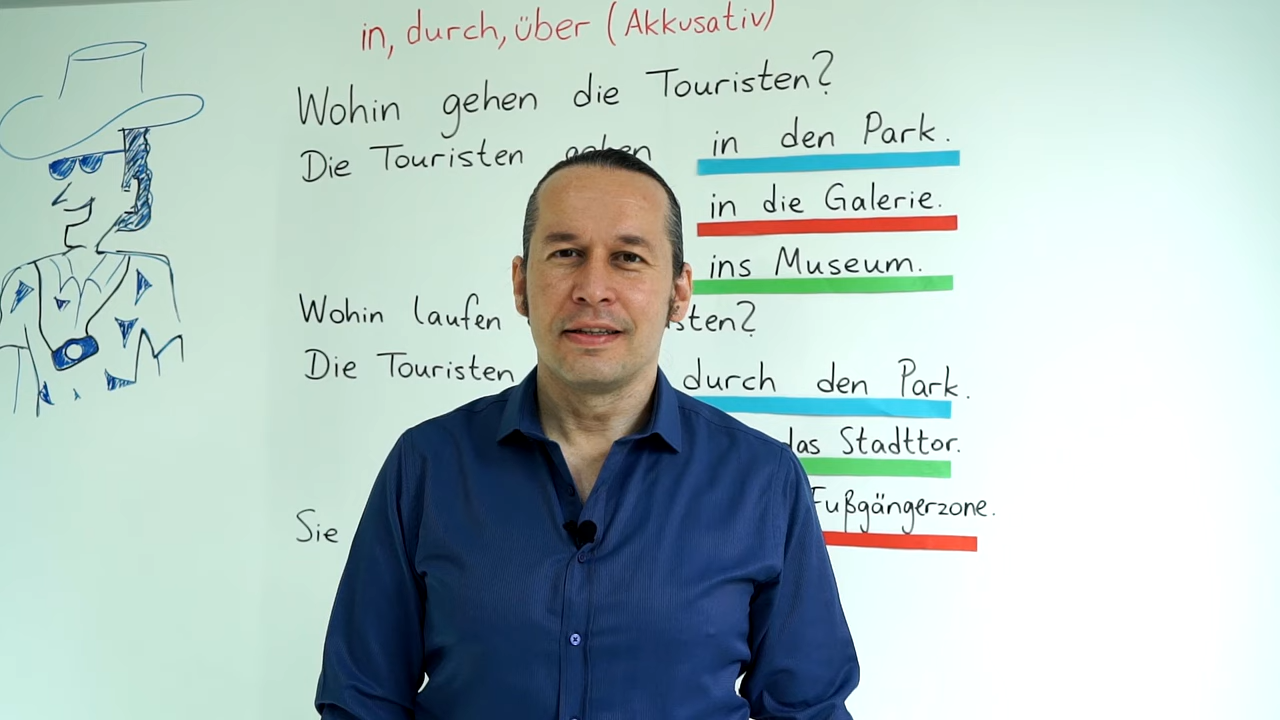 in, durch, über (Akkusativ)
Wohin gehen die Touristen?
Die Touristen gehen in den Park.
in die Galerie.
ins Museum.
Wohin laufen sten?
Die Touristen durch den Park.
das Stadttor.
Sie Fußgängerzone.